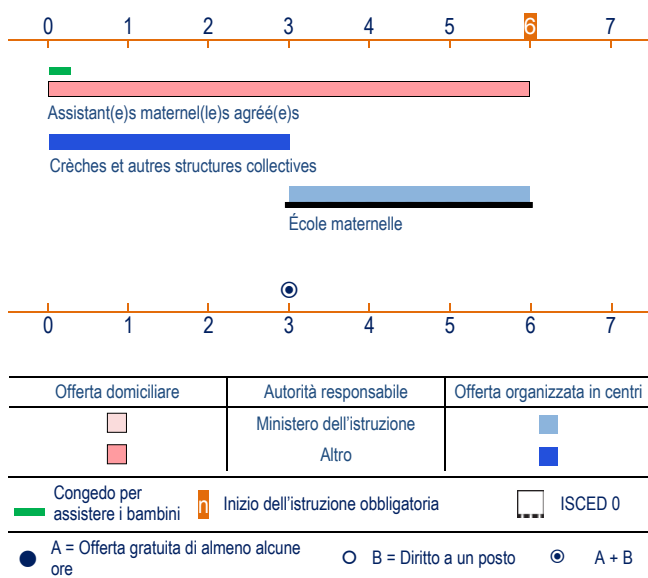 0 1 2 3 4 5 6 7
Assistant(e)s maternel(le)s agréé(e)s
Crèches et autres structures collectives
École maternelle
0 1 2 3 4 5 6 7
Offerta domiciliare Autorità responsabile Offerta organizzata in centri
Ministero dell'istruzione
Altro
Congedo per
assistere i bambini n Inizio dell'istruzione obbligatoria ISCED 0
A = Offerta gratuita di almeno alcune
ore B = Diritto a un posto A + B